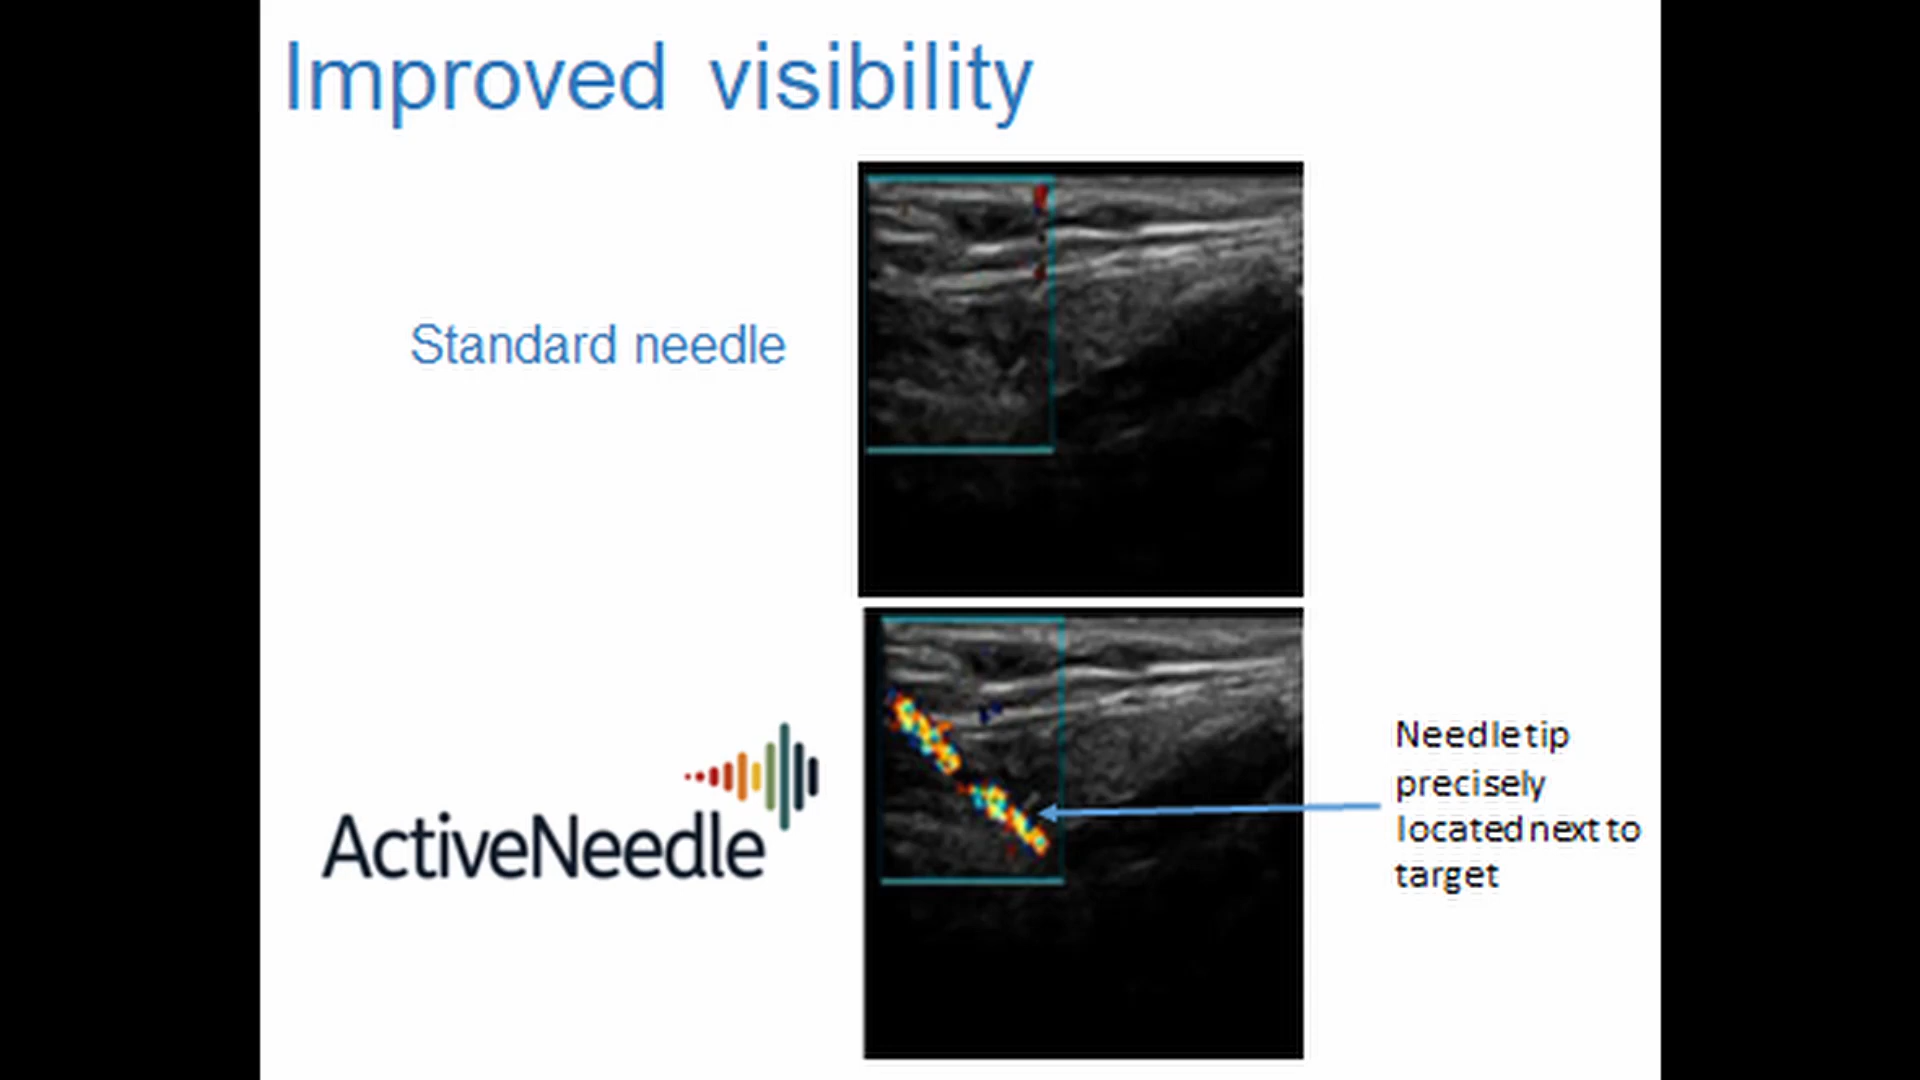 Improved visibility
Standard needle
ActiveNeedle
Needle tip
precisely
located next to
target